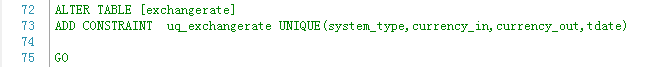 72 ALTER TABLE [exchangerate]
73 ADD CONSTRAINT  uq_exchangerate UNIQUE(system_type,currency_in,currency_out,tdate)
74
75 GO